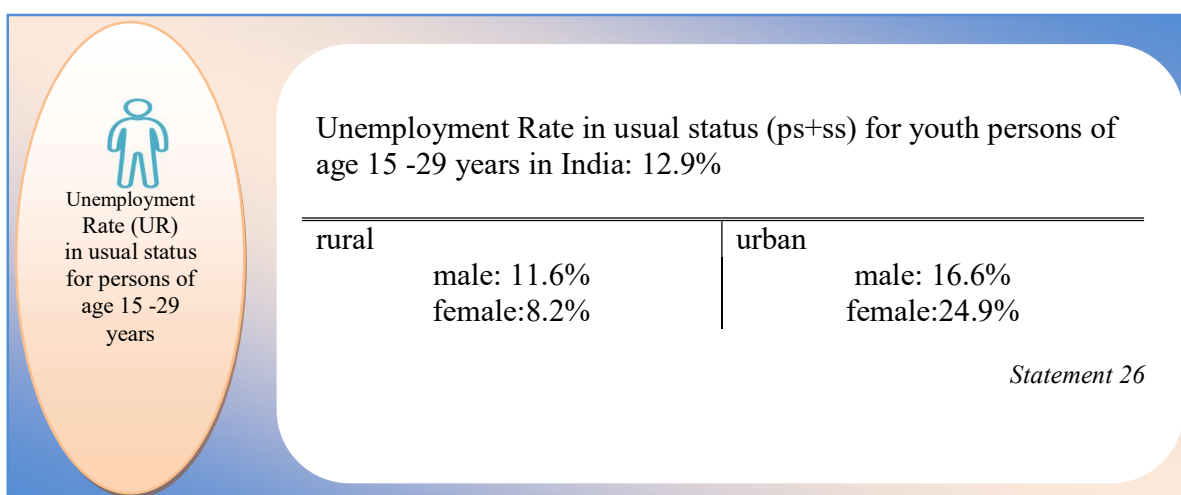 Unemployment
Rate (UR)
in usual status
for persons of
age 15 -29
years
Unemployment Rate in usual status (ps+ss) for youth persons of
age 15 -29 years in India: 12.9%
rural
male: 11.6%
female:8.2%
urban
male: 16.6%
female:24.9%
Statement 26